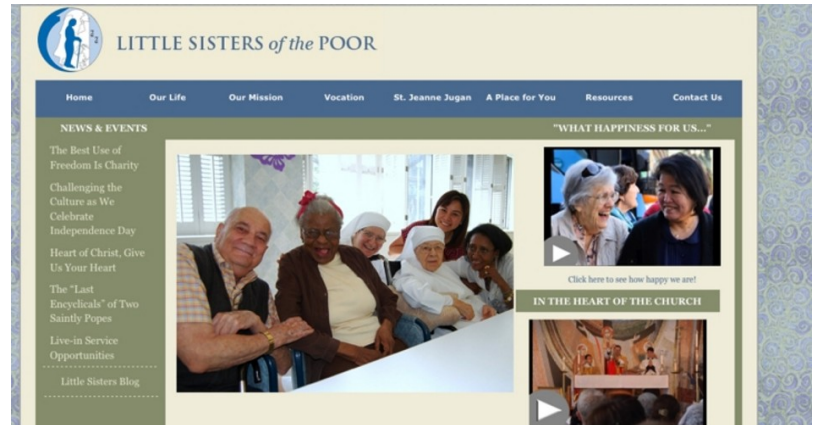 LITTLE SISTERS of the POOR
Home Our Life Our Mission Vocation St. Jeanne Jugan A Place for You Resources Contact Us
NEWS & EVENTS
The Best Use of
Freedom Is Charity
Challenging the
Culture as We
Celebrate
Independence Day
Heart of Christ, Give
Us Your Heart
The "Last
Encyclicals" of Two
Saintly Popes
Live-in Service
Opportunities
Little Sisters Blog
"WHAT HAPPINESS FOR US..."
Click here to see how happy we are!
IN THE HEART OF THE CHURCH